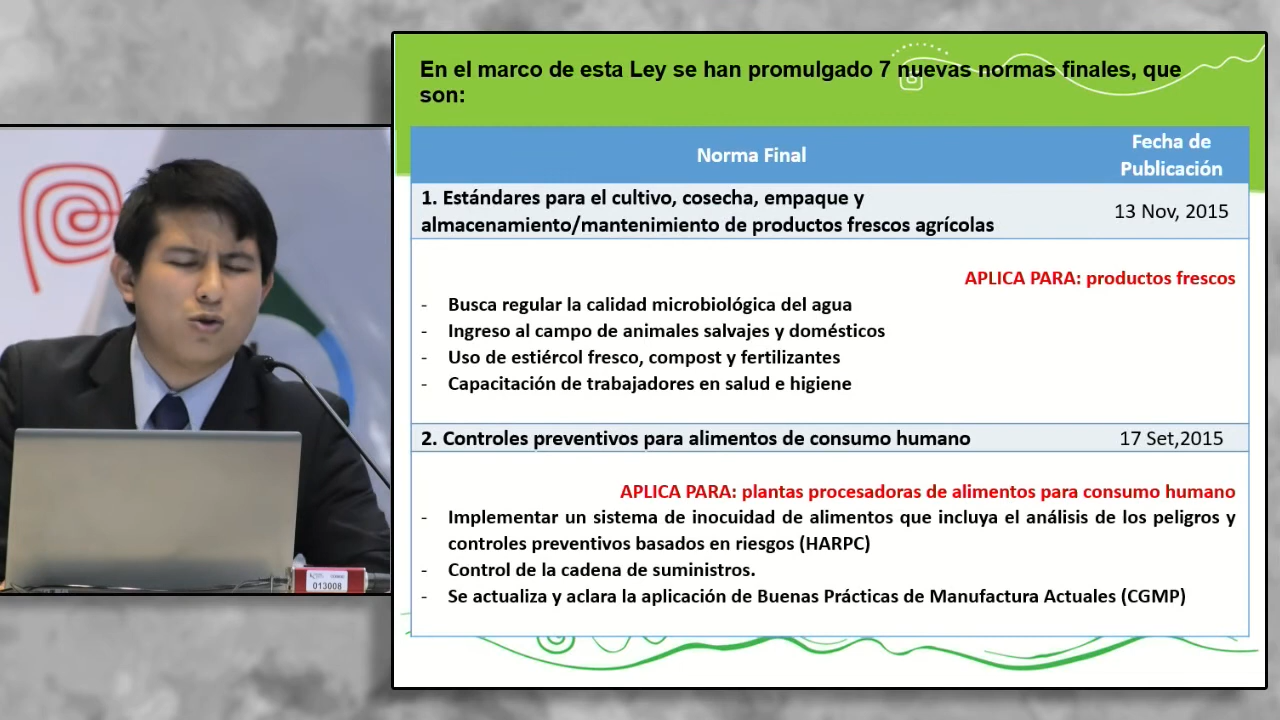 En el marco de esta Ley se han promulgado 7 nuevas normas finales, que
son:
Norma Final
Fecha de
Publicación
1. Estándares para el cultivo, cosecha, empaque y
almacenamiento/mantenimiento de productos frescos agrícolas
13 Nov, 2015
APLICA PARA: productos frescos
- Busca regular la calidad microbiológica del agua
- Ingreso al campo de animales salvajes y domésticos
- Uso de estiércol fresco, compost y fertilizantes
- Capacitación de trabajadores en salud e higiene
2. Controles preventivos para alimentos de consumo humano
17 Set,2015
APLICA PARA: plantas procesadoras de alimentos para consumo humano
- Implementar un sistema de inocuidad de alimentos que incluya el análisis de los peligros y
controles preventivos basados en riesgos (HARPC)
- Control de la cadena de suministros.
- Se actualiza y aclara la aplicación de Buenas Prácticas de Manufactura Actuales (CGMP)
013008